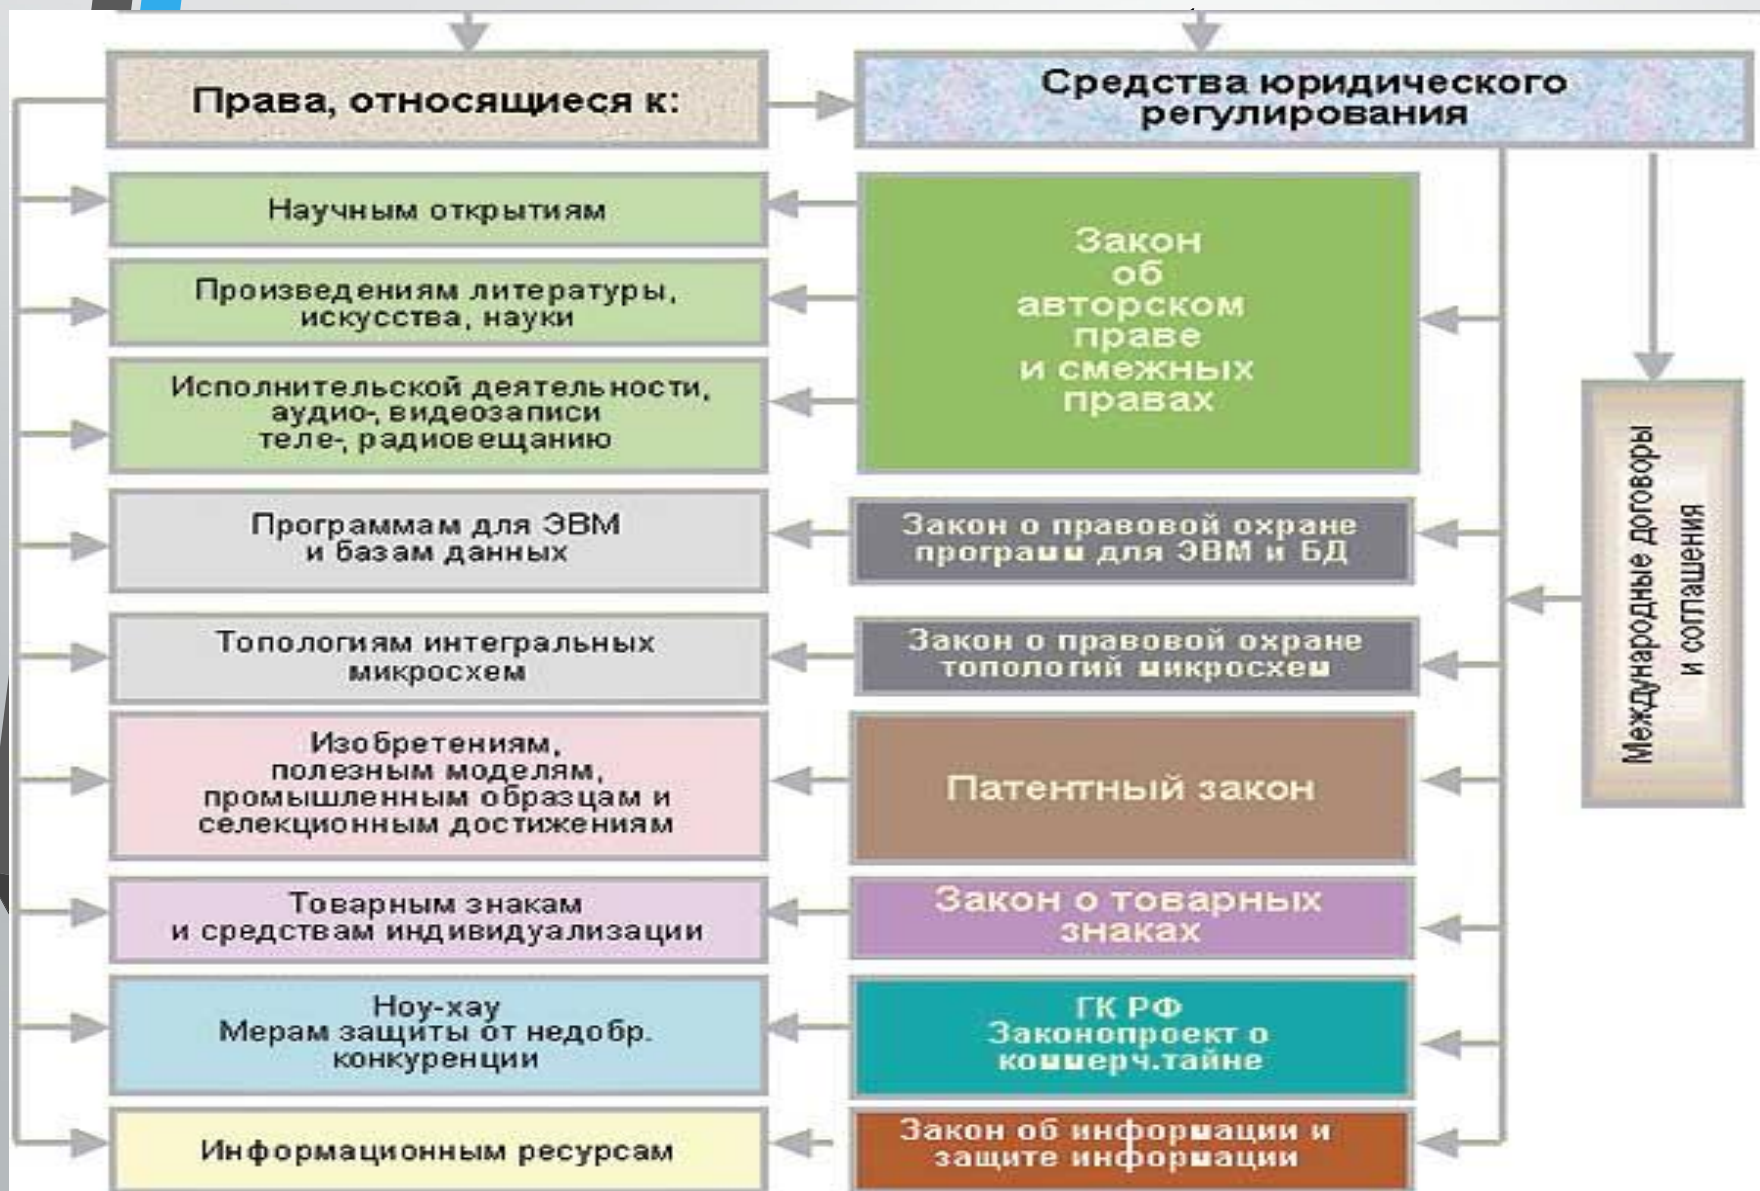 Права, относящиеся к:
Средства юридического
регулирования
Научным открытиям
Произведениям литературы,
искусства, науки
Исполнительской деятельности,
аудио-, видеозаписи
теле-, радиовещанию
Закон
об
авторском
праве
и смежных
правах
Программам для ЭВМ
и базам данных
Закон о правовой охране
программ для ЭВМ и БД
Топологиям интегральных
микросхем
Закон о правовой охране
топологий микросхем
Изобретениям,
полезным моделям,
промышленным образцам и
селекционным достижениям
Патентный закон
Товарным знакам
и средствам индивидуализации
Закон о товарных
знаках
Ноу-хау
Мерам защиты от недобр.
конкуренции
ГК РФ
Законопроект о
коммерч.тайне
Информационным ресурсам
Закон об информации и
защите информации
Международные договоры
и соглашения